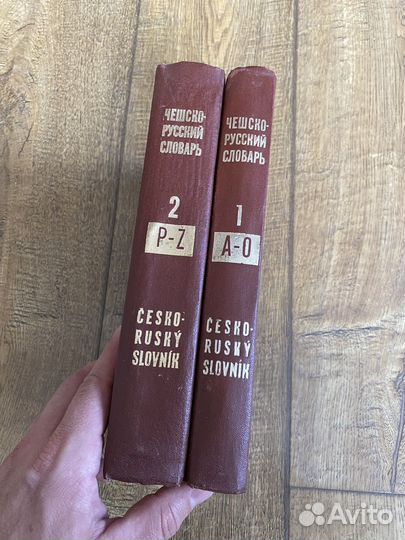 ЧЕШСКО-
РУССКИЙ
СЛОВАРЬ
2
P-Ž
ČESKO-
RUSKÝ
SLOVNÍK
ЧЕШСКО-
РУССКИЙ
СЛОВАРЬ
1
A-O
ČESKO-
RUSKÝ
SLOVNÍK
Avito